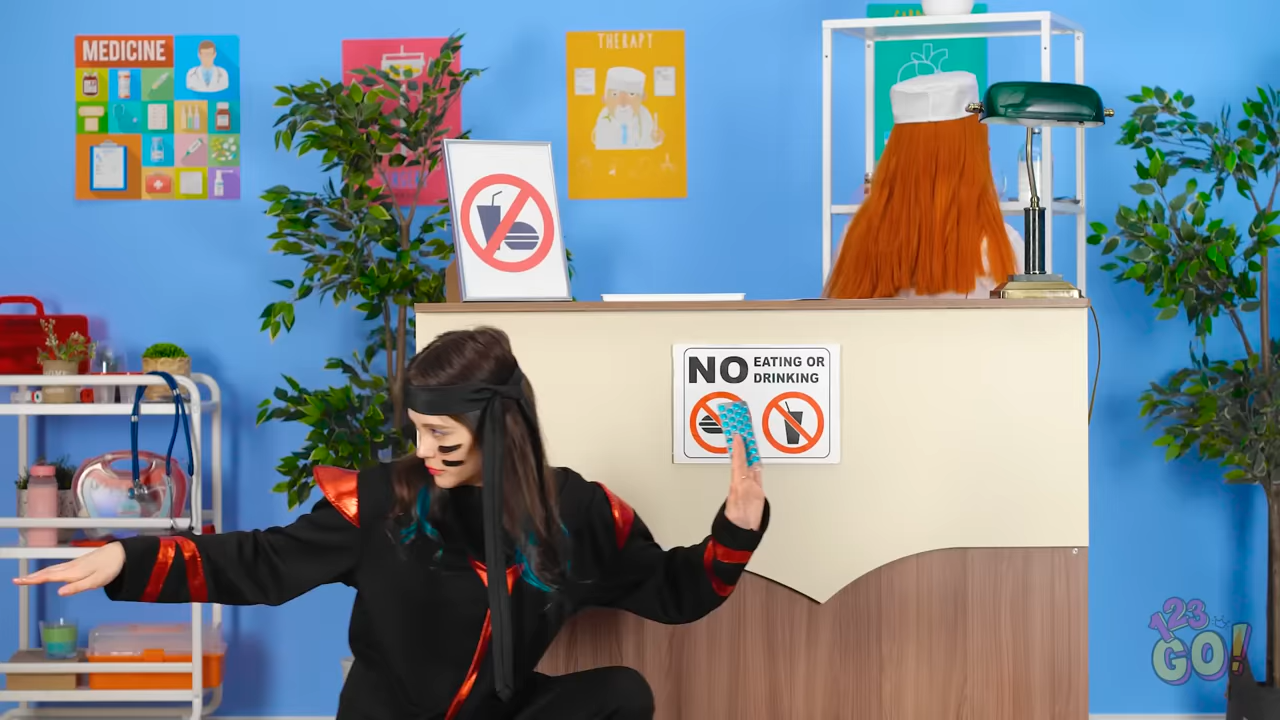 MEDICINE
THERAPY
NO EATING OR
DRINKING
123
GO!